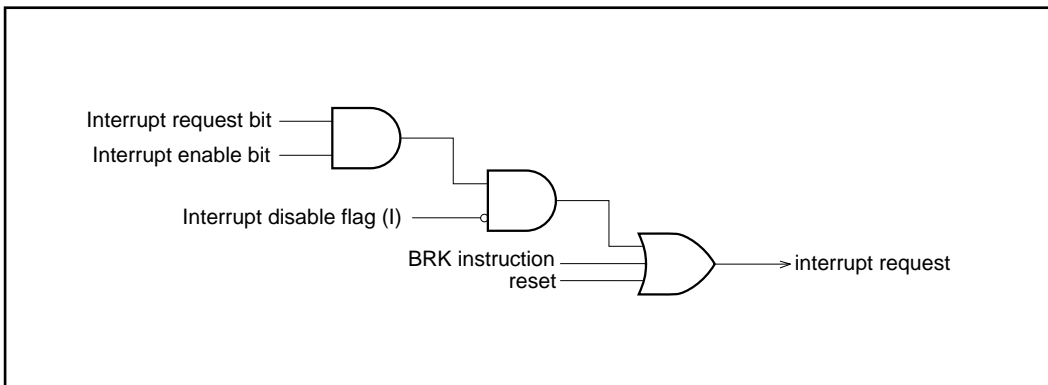 Interrupt request bit
Interrupt enable bit
Interrupt disable flag (I)
BRK instruction
reset
interrupt request